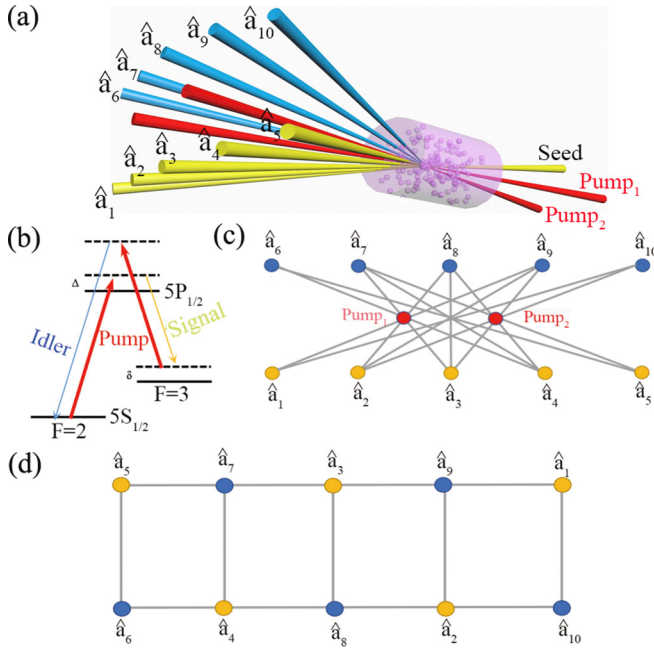 (a)
â₁₀
â₉
â₈
â₇
â₆
â₅
â₄
â₃
â₂
â₁
Seed
Pump₁
Pump₂
(b)
Δ
5P₁/₂
Idler
Pump
Signal
δ
F=3
5S₁/₂
F=2
(c)
â₆ â₇ â₈ â₉ â₁₀
Pump₁ Pump₂
â₁ â₂ â₃ â₄ â₅
(d)
â₅ â₇ â₃ â₉ â₁
â₆ â₄ â₈ â₂ â₁₀